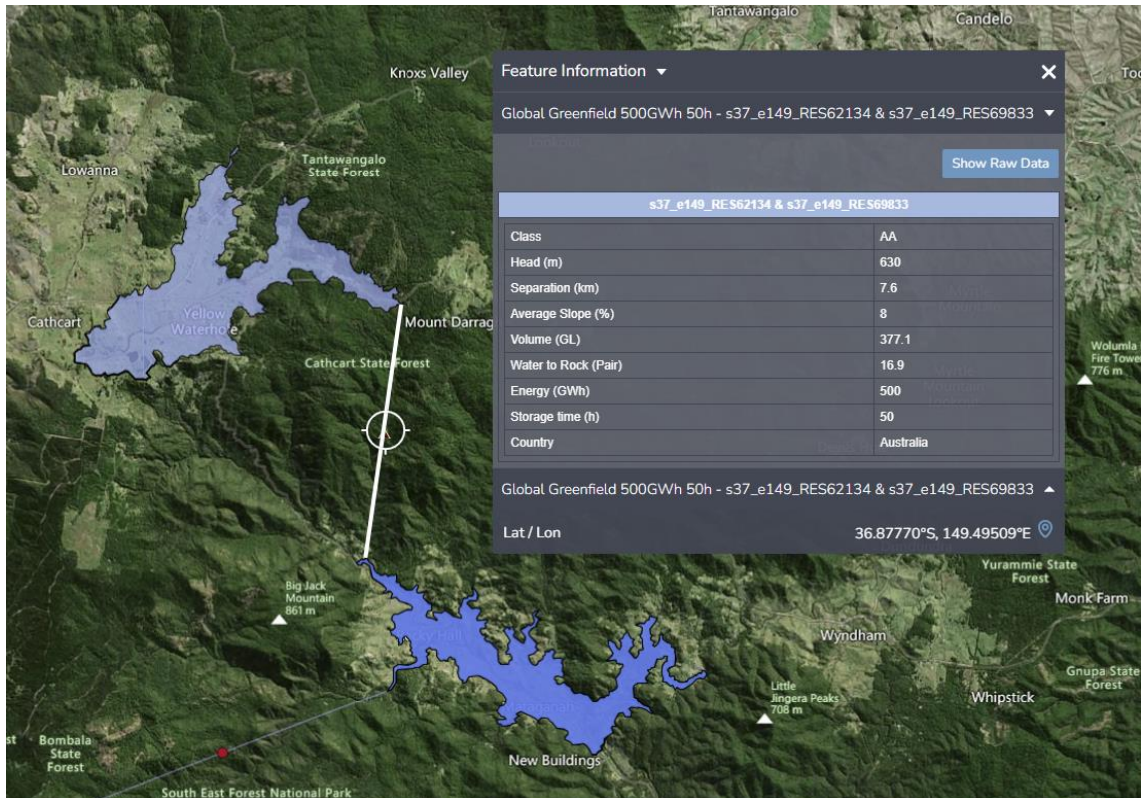 Tantawangalo
Candelo
Knoxs Valley
Feature Information
Global Greenfield 500GWh 50h - s37_e149_RES62134 & s37_e149_RES69833
Show Raw Data
s37_e149_RES62134 & s37_e149_RES69833
Class AA
Head (m) 630
Separation (km) 7.6
Average Slope (%) 8
Volume (GL) 377.1
Water to Rock (Pair) 16.9
Energy (GWh) 500
Storage time (h) 50
Country Australia
Global Greenfield 500GWh 50h - s37_e149_RES62134 & s37_e149_RES69833
Lat / Lon 36.87770°S, 149.49509°E
Lowanna
Tantawangalo
State Forest
Cathcart
Yellow
Waterhole
Mount Darrag
Cathcart State Forest
Wolumla
Fire Towe
776 m
Big Jack
Mountain
861 m
Yurammie State
Forest
Monk Farm
Wyndham
Gnupa State
Forest
Whipstick
Little
Jingera Peaks
708 m
New Buildings
Bombala
State
Forest
South East Forest National Park